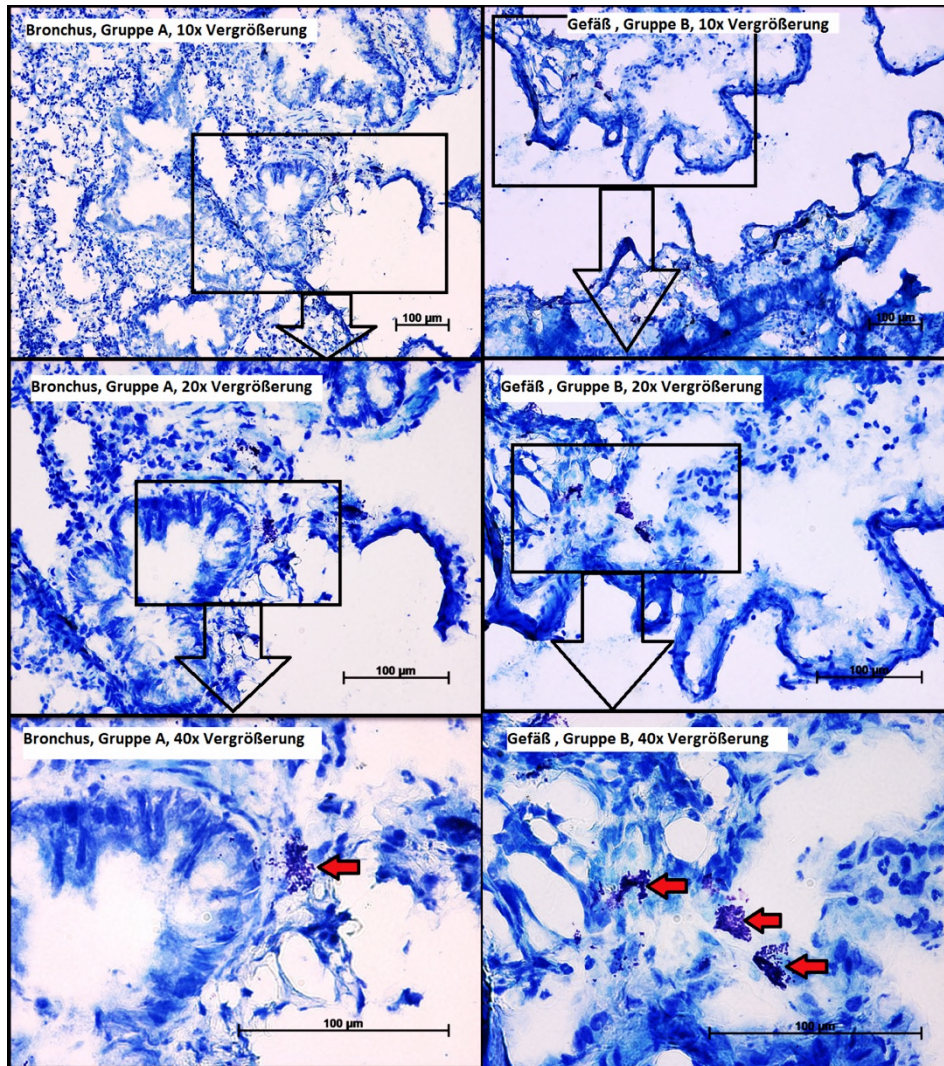 Bronchus, Gruppe A, 10x Vergrößerung
Gefäß , Gruppe B, 10x Vergrößerung
100 µm
100 µm
Bronchus, Gruppe A, 20x Vergrößerung
Gefäß , Gruppe B, 20x Vergrößerung
100 µm
100 µm
Bronchus, Gruppe A, 40x Vergrößerung
Gefäß , Gruppe B, 40x Vergrößerung
100 µm
100 µm